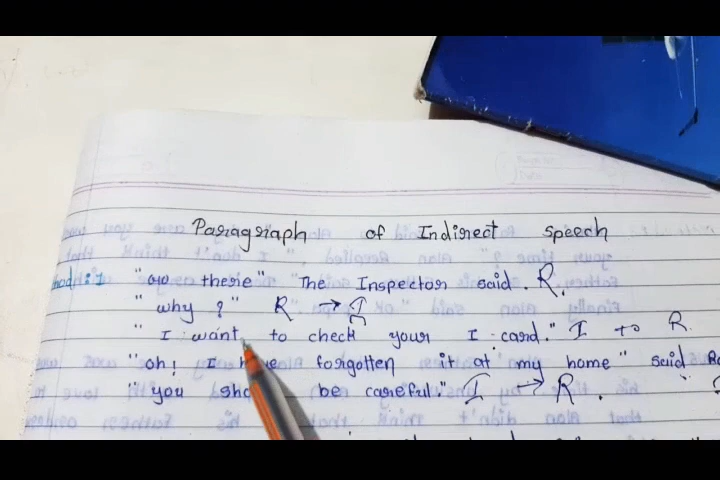 Paragraph of Indirect speech
"Go there" The Inspector said. R.
"why ?" R → I
" I want to check your I card." I to R
"oh! I have forgotten it at my home" said
"you be careful." I → R.